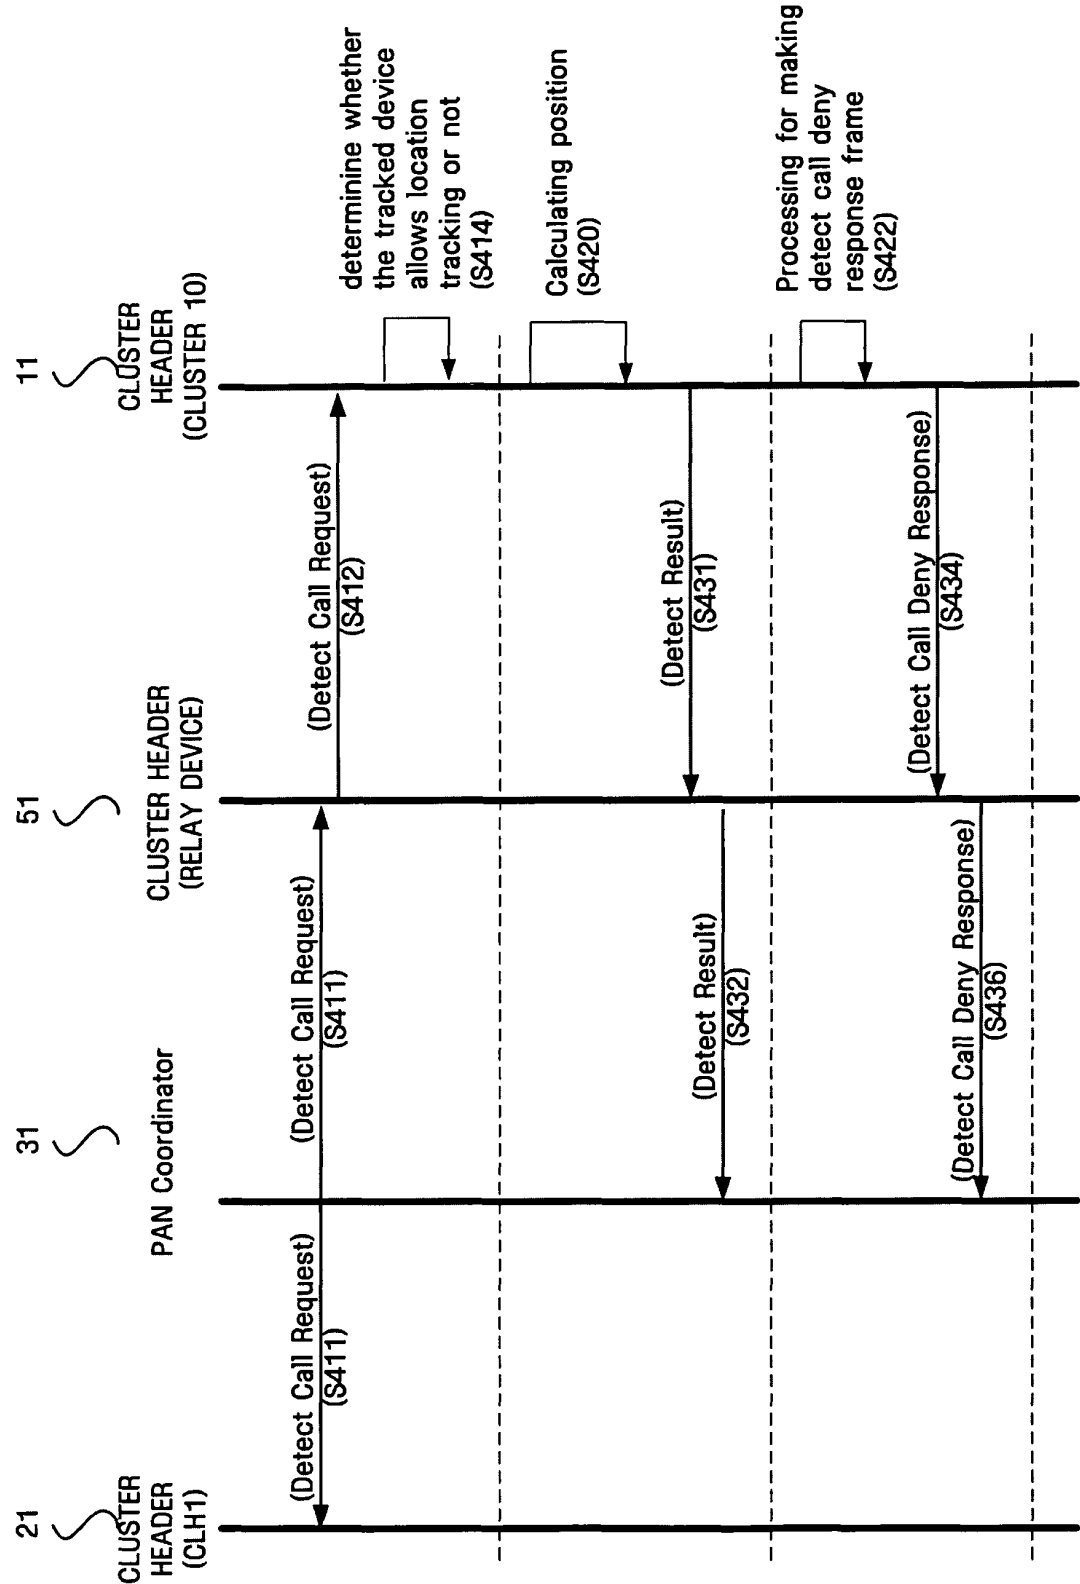 21
CLUSTER
HEADER
(CLH1)
31
PAN Coordinator
51
CLUSTER HEADER
(RELAY DEVICE)
11
CLUSTER
HEADER
(CLUSTER 10)
(Detect Call Request)
(S411)
(Detect Call Request)
(S411)
(Detect Call Request)
(S412)
determinine whether
the tracked device
allows location
tracking or not
(S414)
Calculating position
(S420)
(Detect Result)
(S431)
(Detect Result)
(S432)
Processing for making
detect call deny
response frame
(S422)
(Detect Call Deny Response)
(S434)
(Detect Call Deny Response)
(S436)